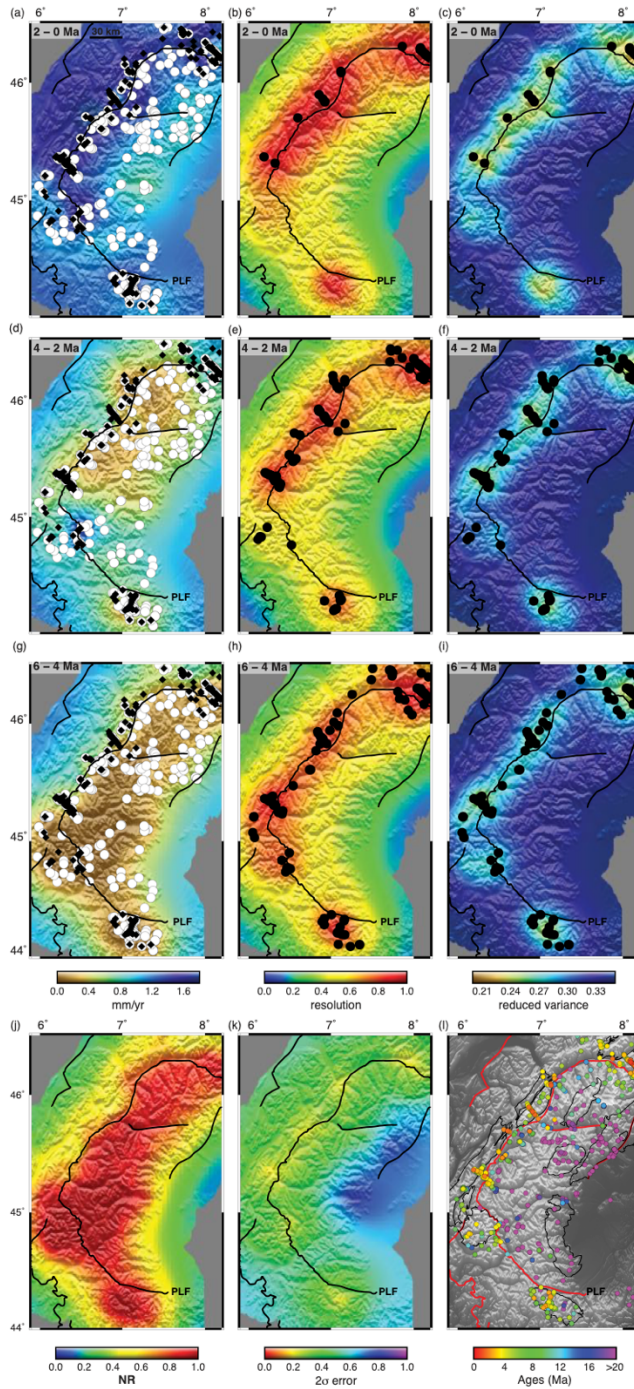 (a) 6˚ 7˚ 8˚ (b) 6˚ 7˚ 8˚ (c) 6˚ 7˚ 8˚
2 – 0 Ma 30 km 2 – 0 Ma 2 – 0 Ma
46˚
45˚
PLF PLF PLF
(d) (e) (f)
4 – 2 Ma 4 – 2 Ma 4 – 2 Ma
46˚
45˚
PLF PLF PLF
(g) (h) (i)
6 – 4 Ma 6 – 4 Ma 6 – 4 Ma
46˚
45˚
PLF PLF PLF
44˚
0.0 0.4 0.8 1.2 1.6 0.0 0.2 0.4 0.6 0.8 1.0 0.21 0.24 0.27 0.30 0.33
mm/yr resolution reduced variance
(j) 6˚ 7˚ 8˚ (k) 6˚ 7˚ 8˚ (l) 6˚ 7˚ 8˚
46˚
45˚
PLF PLF PLF
44˚
0.0 0.2 0.4 0.6 0.8 1.0 0.0 0.2 0.4 0.6 0.8 1.0 0 4 8 12 16 >20
NR 2σ error Ages (Ma)